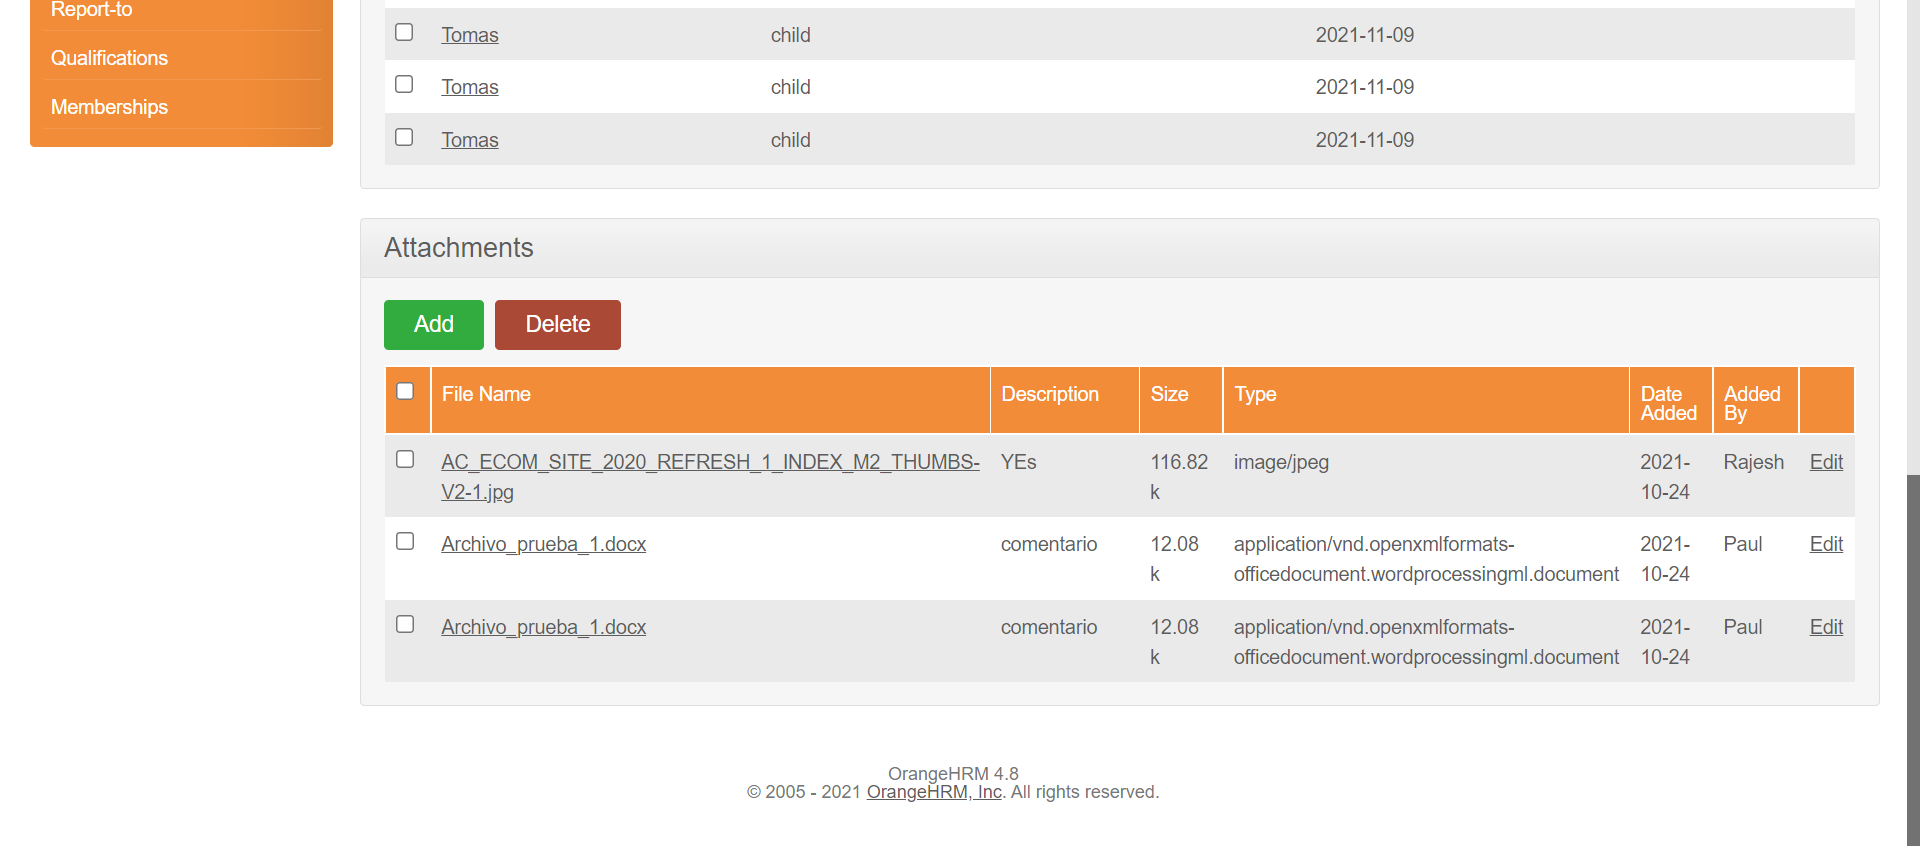 Report-to
Qualifications
Memberships
Tomas child 2021-11-09
Tomas child 2021-11-09
Tomas child 2021-11-09
Attachments
Add Delete
File Name Description Size Type Date Added Added By
AC_ECOM_SITE_2020_REFRESH_1_INDEX_M2_THUMBS-
V2-1.jpg
YEs
116.82
k
image/jpeg
2021-
10-24
Rajesh
Edit
Archivo_prueba_1.docx
comentario
12.08
k
application/vnd.openxmlformats-
officedocument.wordprocessingml.document
2021-
10-24
Paul
Edit
Archivo_prueba_1.docx
comentario
12.08
k
application/vnd.openxmlformats-
officedocument.wordprocessingml.document
2021-
10-24
Paul
Edit
OrangeHRM 4.8
© 2005 - 2021 OrangeHRM, Inc. All rights reserved.